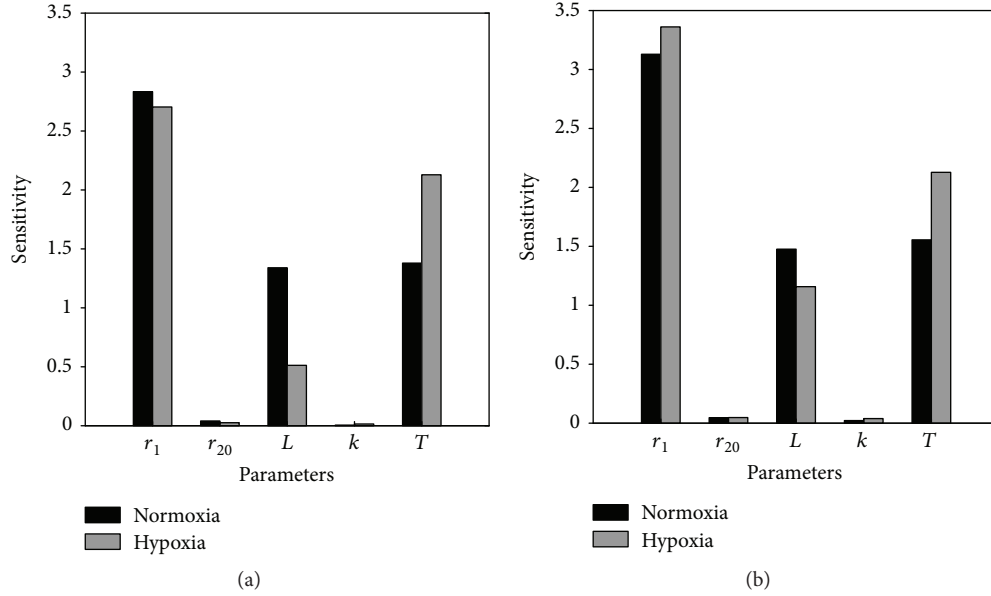 3.5
3
2.5
2
1.5
1
0.5
0
Sensitivity
r₁ r₂₀ L k T
Parameters
Normoxia
Hypoxia
(a)
3.5
3
2.5
2
1.5
1
0.5
0
Sensitivity
r₁ r₂₀ L k T
Parameters
Normoxia
Hypoxia
(b)